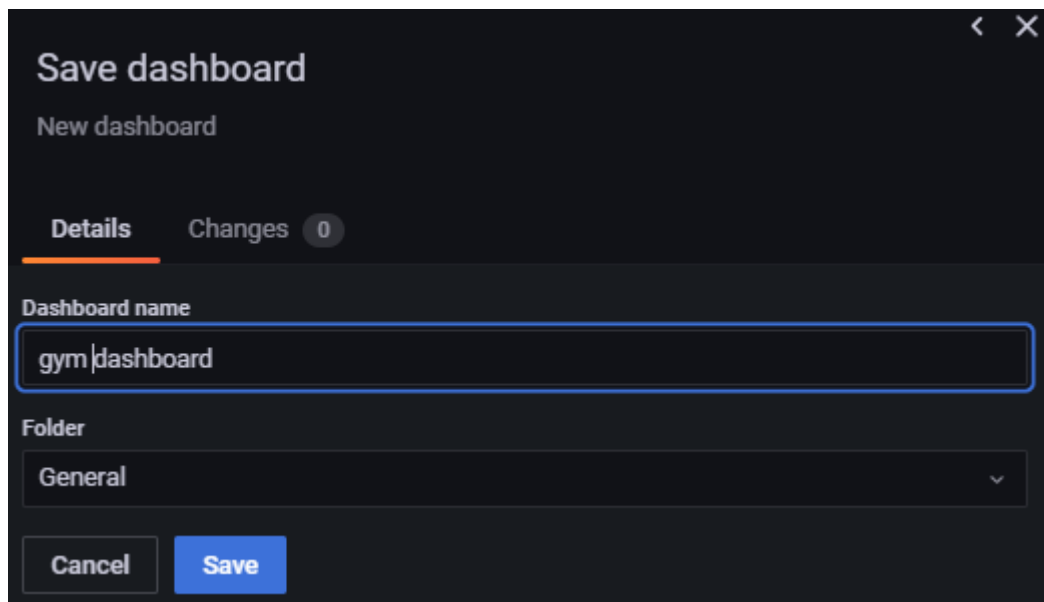 Save dashboard
New dashboard
Details Changes 0
Dashboard name
gym dashboard
Folder
General
Cancel Save